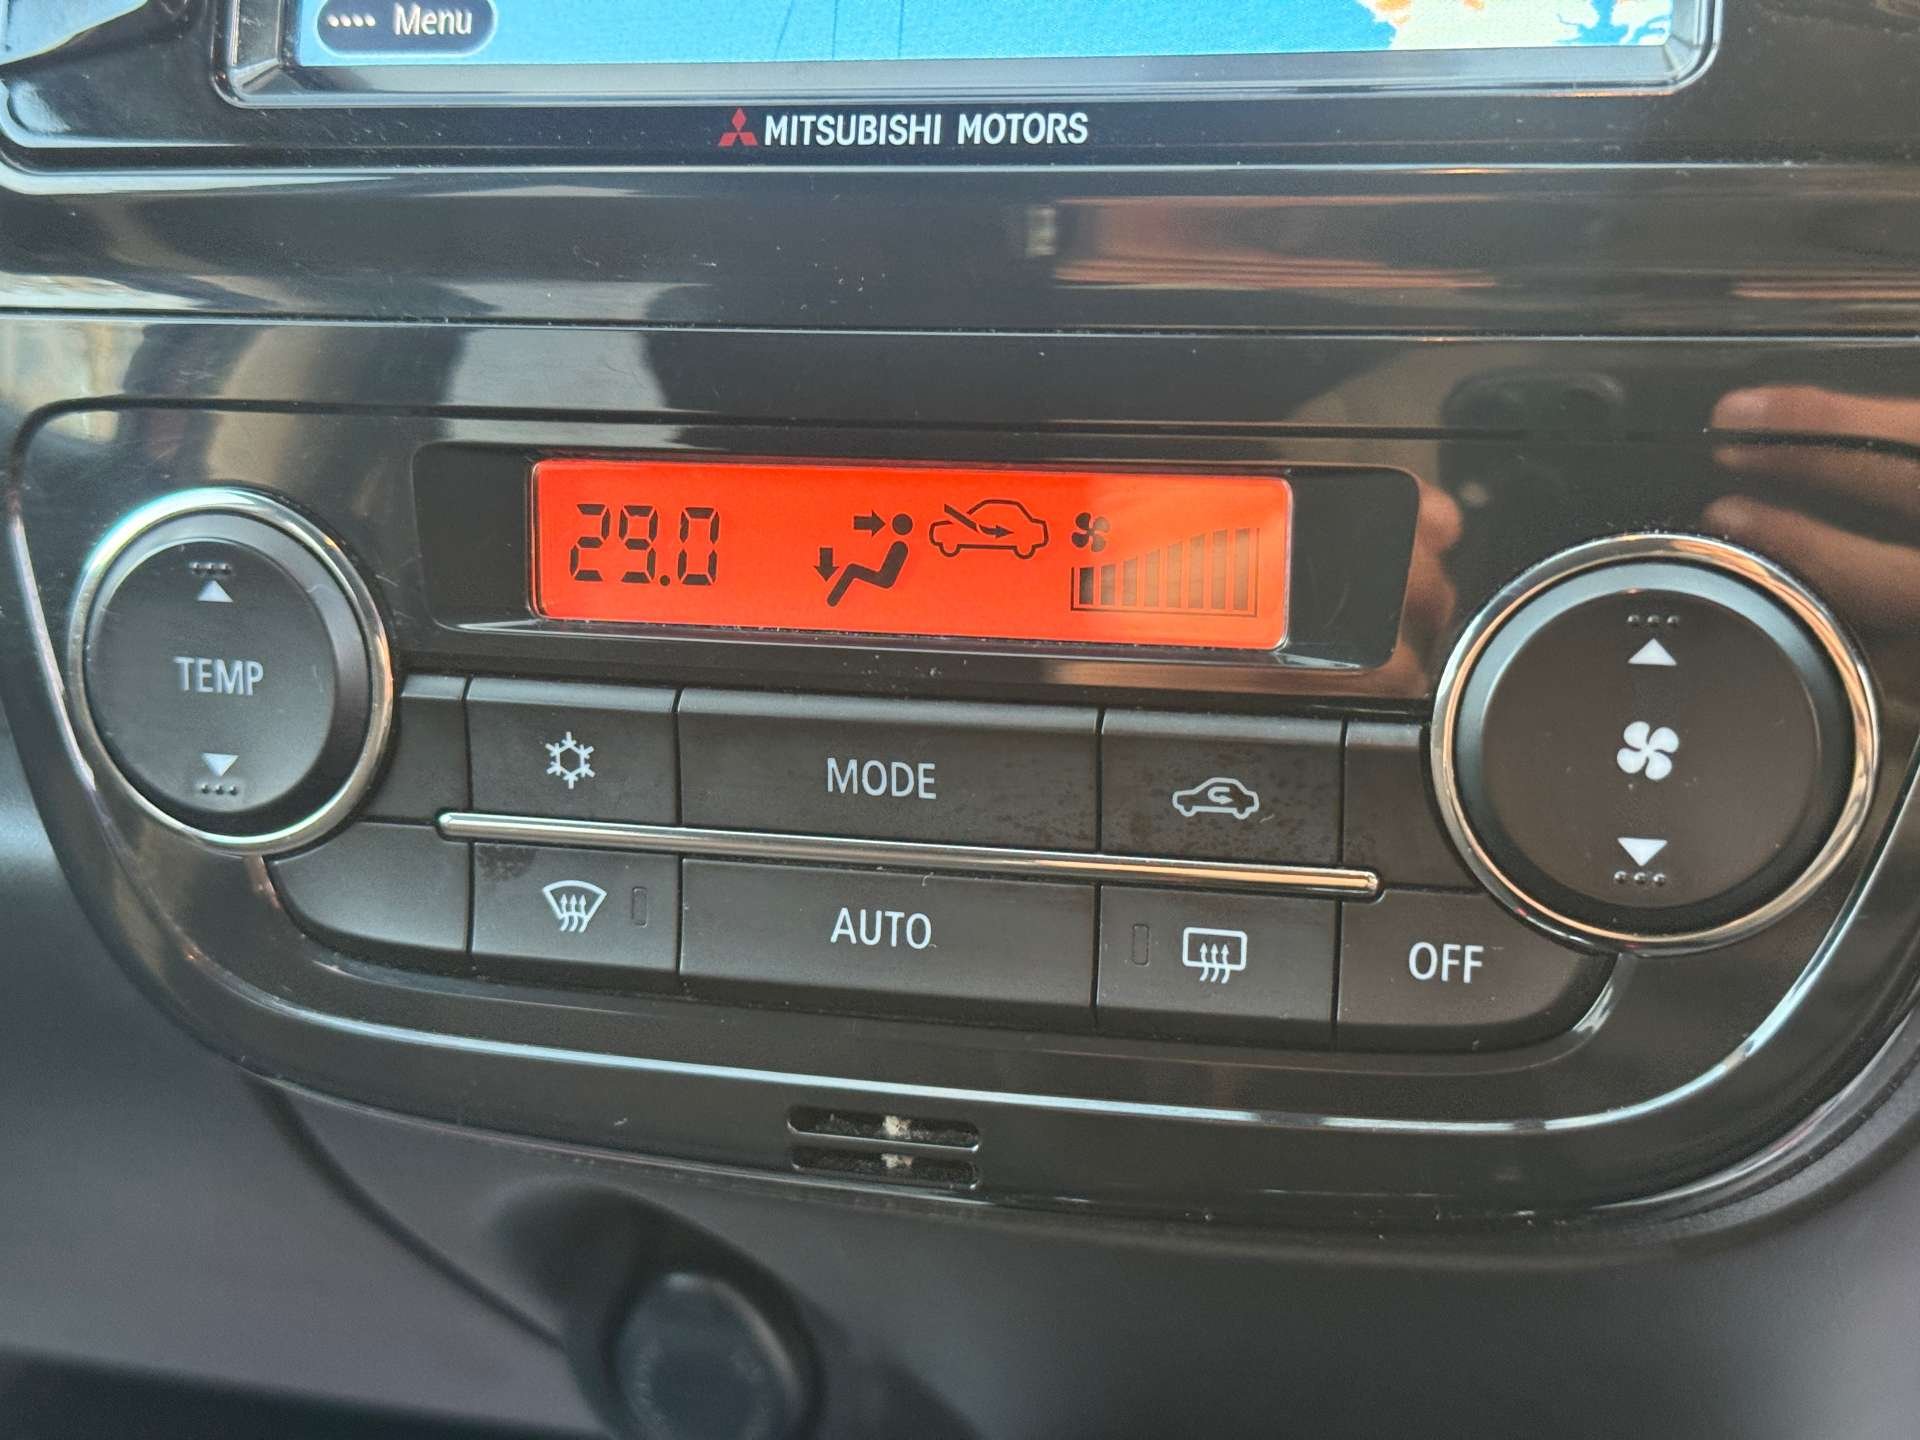 Menu
MITSUBISHI MOTORS
29.0
TEMP
MODE
AUTO
OFF